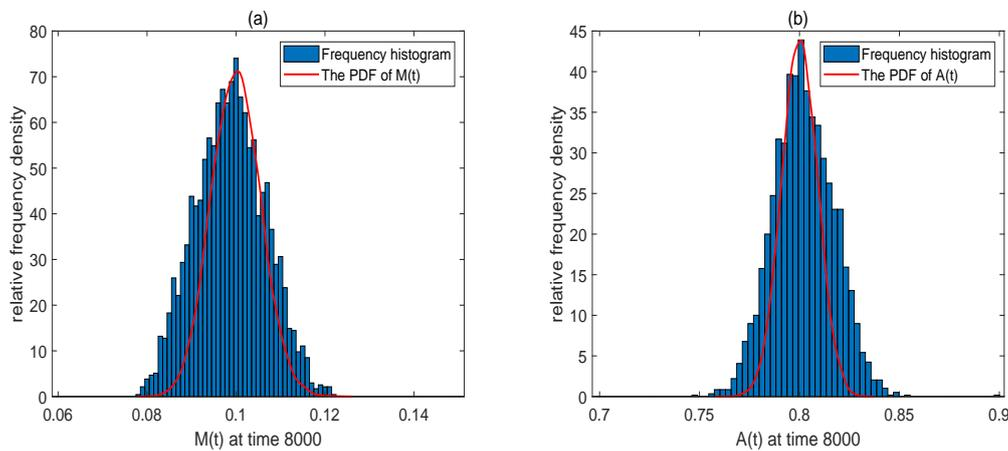 (a)
80
70
60
50
40
30
20
10
0
relative frequency density
Frequency histogram
The PDF of M(t)
0.06 0.08 0.1 0.12 0.14
M(t) at time 8000
(b)
45
40
35
30
25
20
15
10
5
0
relative frequency density
Frequency histogram
The PDF of A(t)
0.7 0.75 0.8 0.85 0.9
A(t) at time 8000